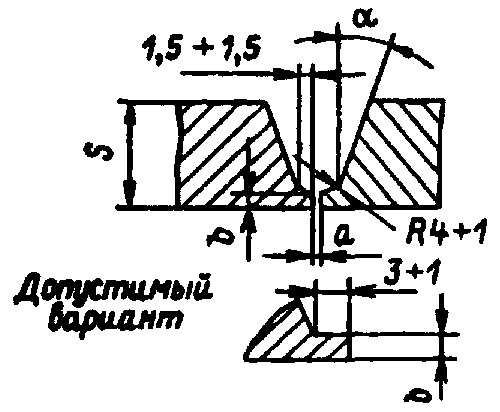 α
1,5 + 1,5
S
b
a
R4+1
3+1
Допустимый
вариант
b